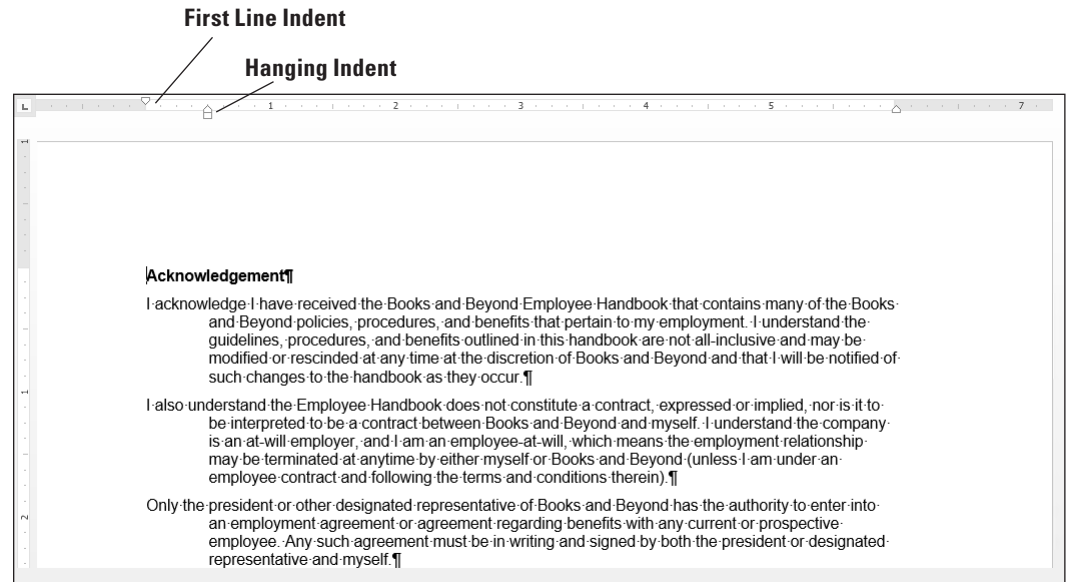 First Line Indent
Hanging Indent
1 2 3 4 5 7
1
Acknowledgement¶
I·acknowledge·I·have·received·the·Books·and·Beyond·Employee·Handbook·that·contains·many·of·the·Books·
and·Beyond·policies,·procedures,·and·benefits·that·pertain·to·my·employment.·I·understand·the·
guidelines,·procedures,·and·benefits·outlined·in·this·handbook·are·not·all-inclusive·and·may·be·
modified·or·rescinded·at·any·time·at·the·discretion·of·Books·and·Beyond·and·that·I·will·be·notified·of·
such·changes·to·the·handbook·as·they·occur.¶
1
I·also·understand·the·Employee·Handbook·does·not·constitute·a·contract,·expressed·or·implied,·nor·is·it·to·
be·interpreted·to·be·a·contract·between·Books·and·Beyond·and·myself.·I·understand·the·company·
is·an·at-will·employer,·and·I·am·an·employee-at-will,·which·means·the·employment·relationship·
may·be·terminated·at·anytime·by·either·myself·or·Books·and·Beyond·(unless·I·am·under·an·
employee·contract·and·following·the·terms·and·conditions·therein).¶
Only·the·president·or·other·designated·representative·of·Books·and·Beyond·has·the·authority·to·enter·into·
2
an·employment·agreement·or·agreement·regarding·benefits·with·any·current·or·prospective·
employee.·Any·such·agreement·must·be·in·writing·and·signed·by·both·the·president·or·designated·
representative·and·myself.¶